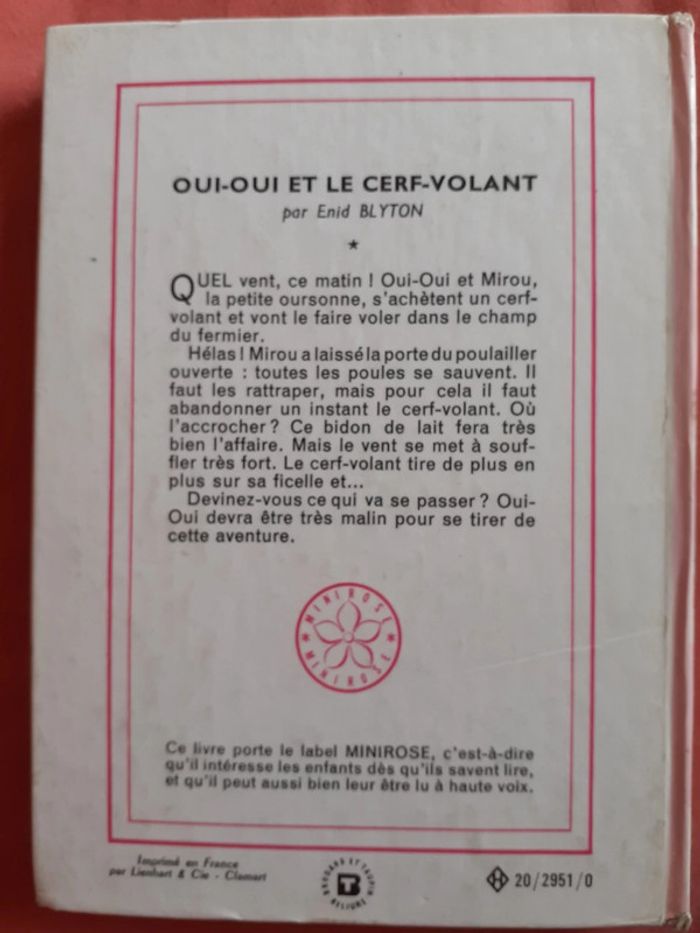 OUI-OUI ET LE CERF-VOLANT
par Enid BLYTON
★
QUEL vent, ce matin ! Oui-Oui et Mirou,
la petite oursonne, s'achètent un cerf-
volant et vont le faire voler dans le champ
du fermier.
Hélas ! Mirou a laissé la porte du poulailler
ouverte : toutes les poules se sauvent. Il
faut les rattraper, mais pour cela il faut
abandonner un instant le cerf-volant. Où
l'accrocher ? Ce bidon de lait fera très
bien l'affaire. Mais le vent se met à souf-
fler très fort. Le cerf-volant tire de plus en
plus sur sa ficelle et...
Devinez-vous ce qui va se passer ? Oui-
Oui devra être très malin pour se tirer de
cette aventure.
MINIROSE
★ MINIROSE ★
Ce livre porte le label MINIROSE, c'est-à-dire
qu'il intéresse les enfants dès qu'ils savent lire,
et qu'il peut aussi bien leur être lu à haute voix.
Imprimé en France
par Lienhart & Cie - Clamart
BRODARD ET TAUPIN
RELIURE
H 20/2951/0